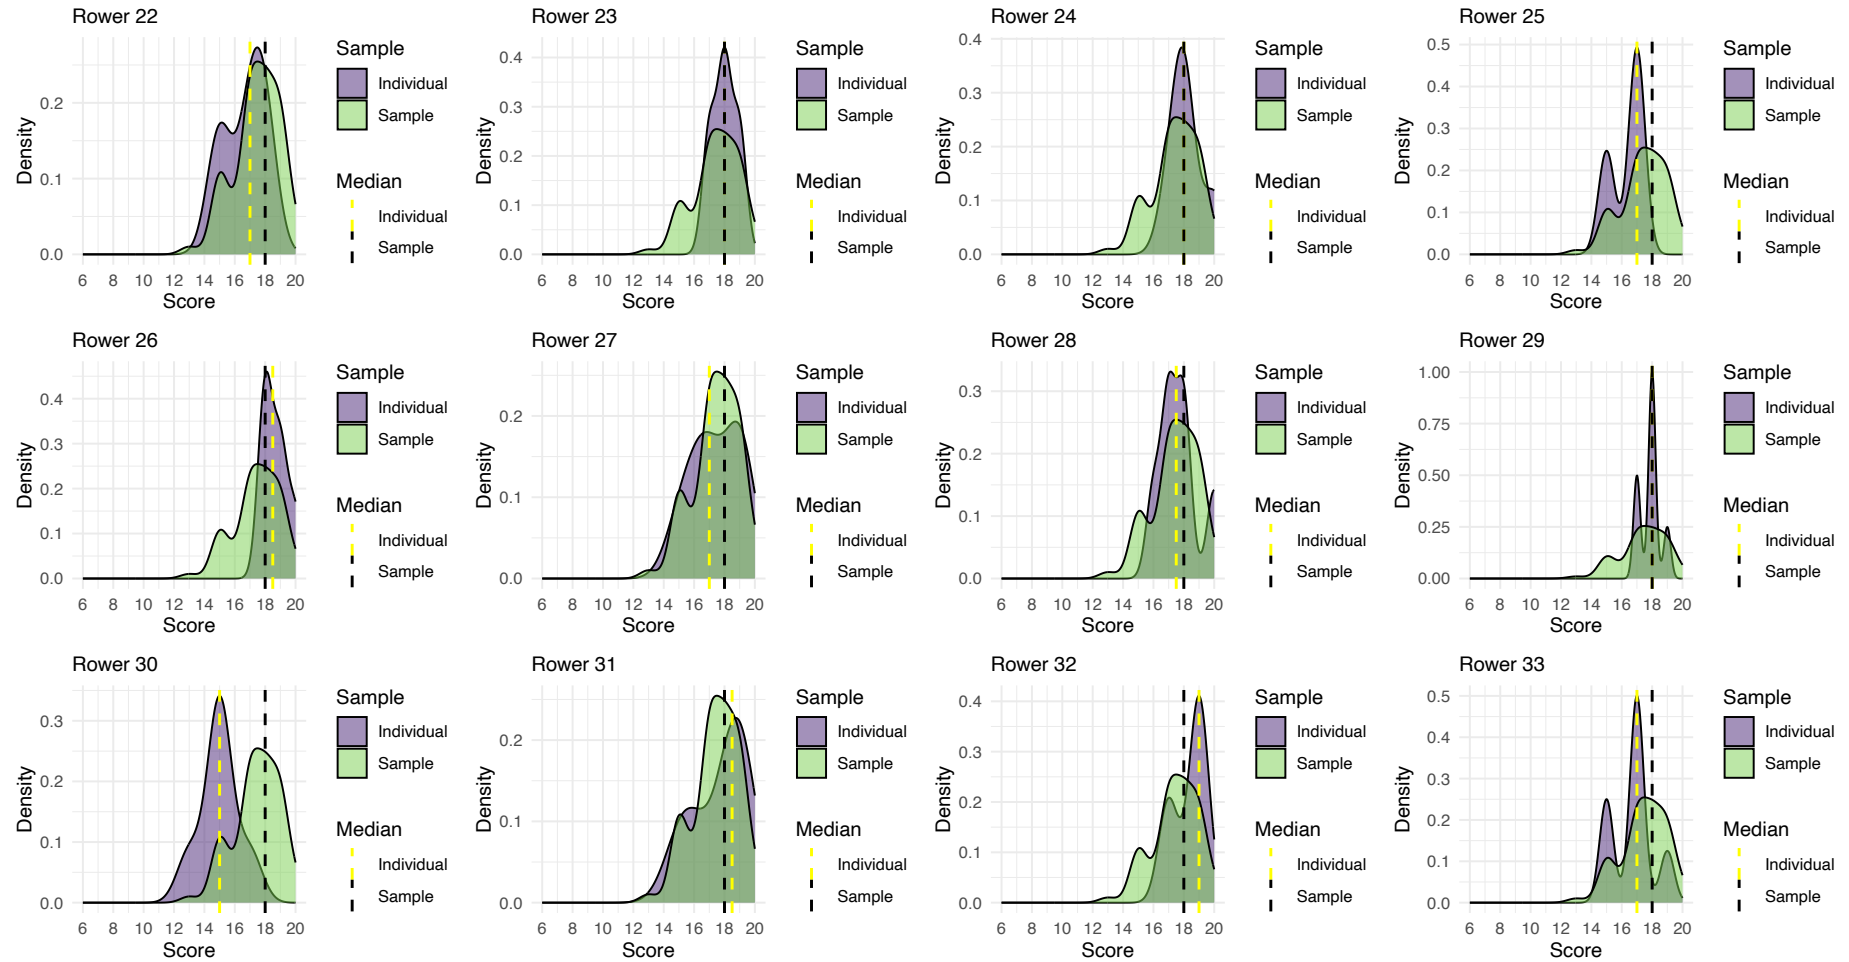 Rower 22
Density
0.2
0.1
0.0
6 8 10 12 14 16 18 20
Score
Sample
Individual
Sample
Median
Individual
Sample
Rower 23
Density
0.4
0.3
0.2
0.1
0.0
6 8 10 12 14 16 18 20
Score
Sample
Individual
Sample
Median
Individual
Sample
Rower 24
Density
0.4
0.3
0.2
0.1
0.0
6 8 10 12 14 16 18 20
Score
Sample
Individual
Sample
Median
Individual
Sample
Rower 25
Density
0.5
0.4
0.3
0.2
0.1
0.0
6 8 10 12 14 16 18 20
Score
Sample
Individual
Sample
Median
Individual
Sample
Rower 26
Density
0.4
0.3
0.2
0.1
0.0
6 8 10 12 14 16 18 20
Score
Sample
Individual
Sample
Median
Individual
Sample
Rower 27
Density
0.2
0.1
0.0
6 8 10 12 14 16 18 20
Score
Sample
Individual
Sample
Median
Individual
Sample
Rower 28
Density
0.3
0.2
0.1
0.0
6 8 10 12 14 16 18 20
Score
Sample
Individual
Sample
Median
Individual
Sample
Rower 29
Density
1.00
0.75
0.50
0.25
0.00
6 8 10 12 14 16 18 20
Score
Sample
Individual
Sample
Median
Individual
Sample
Rower 30
Density
0.3
0.2
0.1
0.0
6 8 10 12 14 16 18 20
Score
Sample
Individual
Sample
Median
Individual
Sample
Rower 31
Density
0.2
0.1
0.0
6 8 10 12 14 16 18 20
Score
Sample
Individual
Sample
Median
Individual
Sample
Rower 32
Density
0.4
0.3
0.2
0.1
0.0
6 8 10 12 14 16 18 20
Score
Sample
Individual
Sample
Median
Individual
Sample
Rower 33
Density
0.5
0.4
0.3
0.2
0.1
0.0
6 8 10 12 14 16 18 20
Score
Sample
Individual
Sample
Median
Individual
Sample